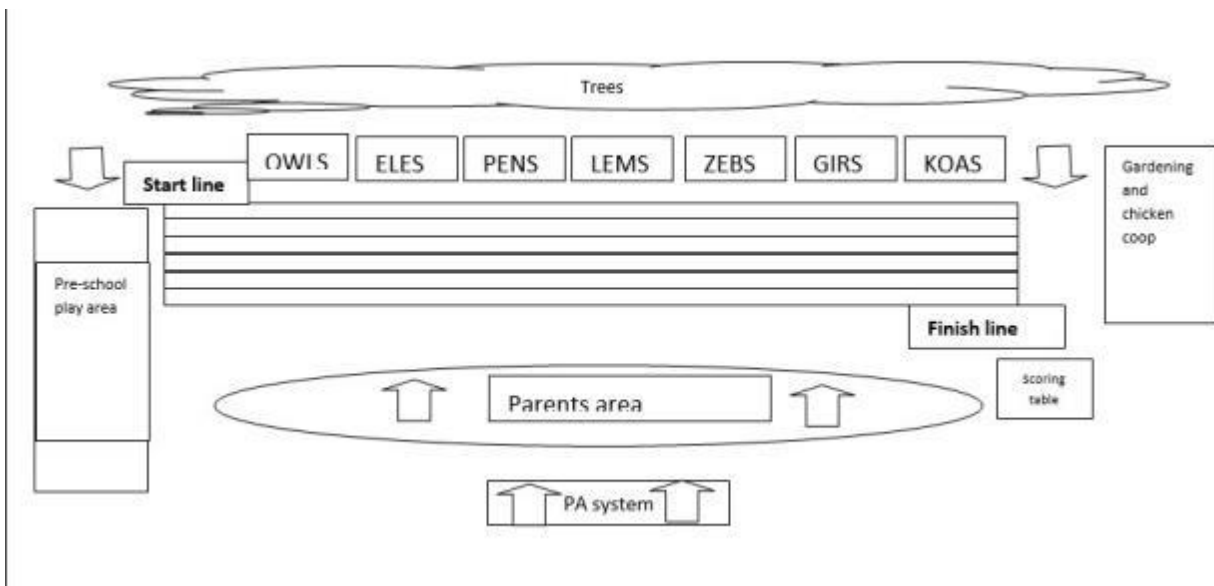 Trees
OWLS
ELES
PENS
LEMS
ZEBS
GIRS
KOAS
Start line
Gardening
and
chicken
coop
Pre-school
play area
Finish line
Parents area
Scoring
table
PA system